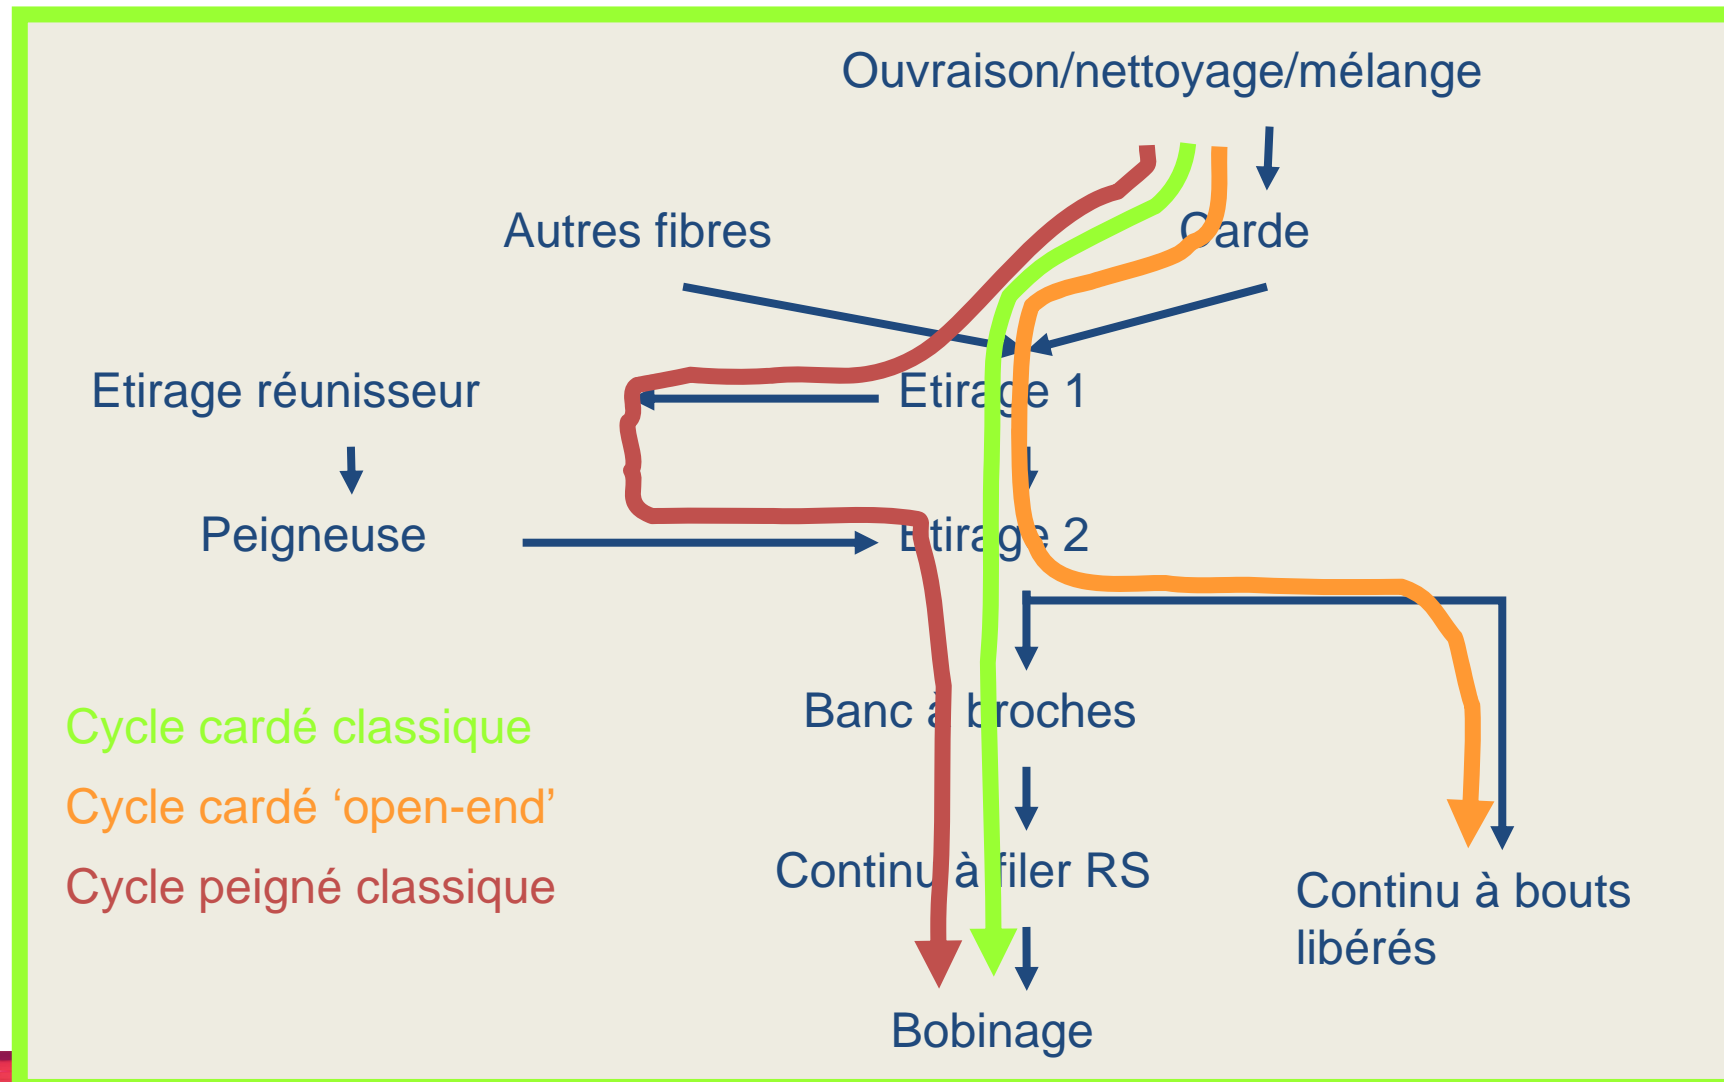 Ouvraison/nettoyage/mélange
Autres fibres
Carde
Etirage réunisseur
Etirage 1
Peigneuse
Etirage 2
Banc à broches
Cycle cardé classique
Cycle cardé ‘open-end’
Continu à filer RS
Cycle peigné classique
Continu à bouts
libérés
Bobinage